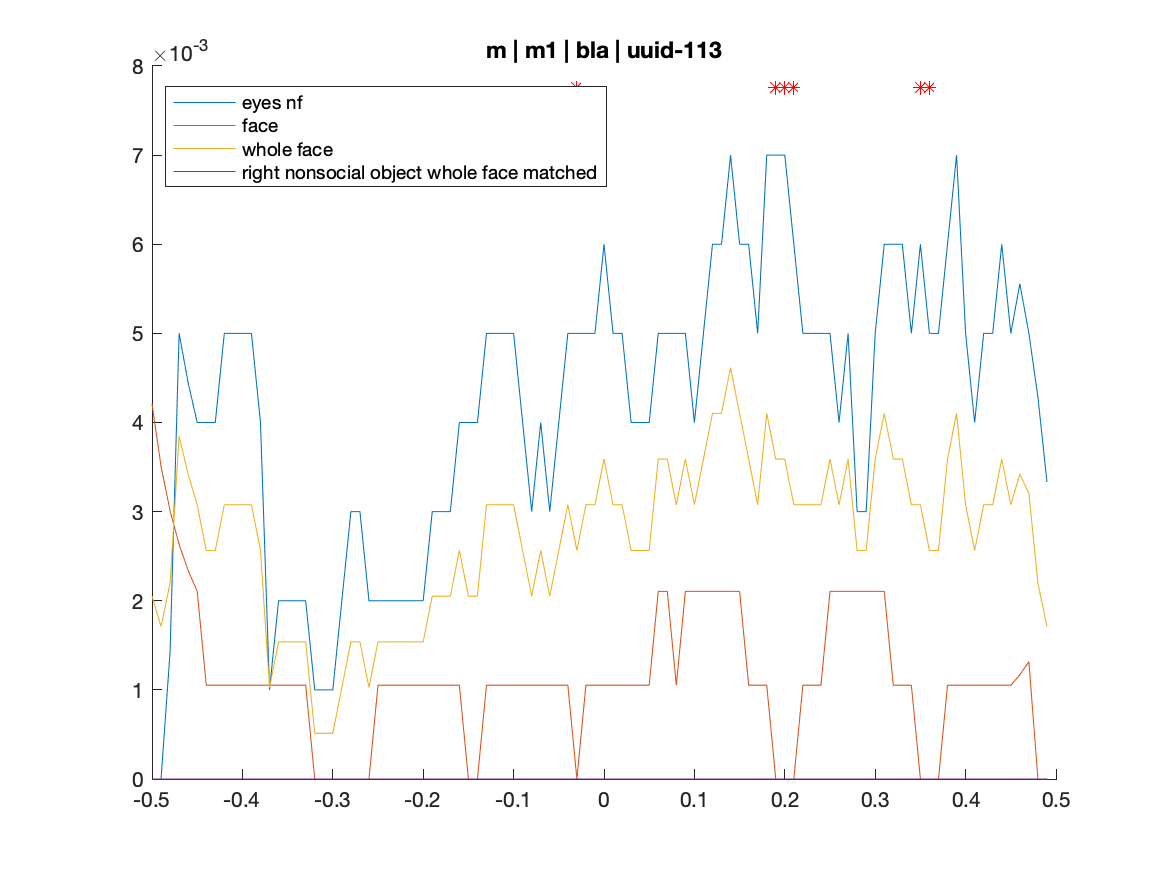 m | m1 | bla | uuid-113
×10-3
8
7
6
5
4
3
2
1
0
eyes nf
face
whole face
right nonsocial object whole face matched
-0.5 -0.4 -0.3 -0.2 -0.1 0 0.1 0.2 0.3 0.4 0.5